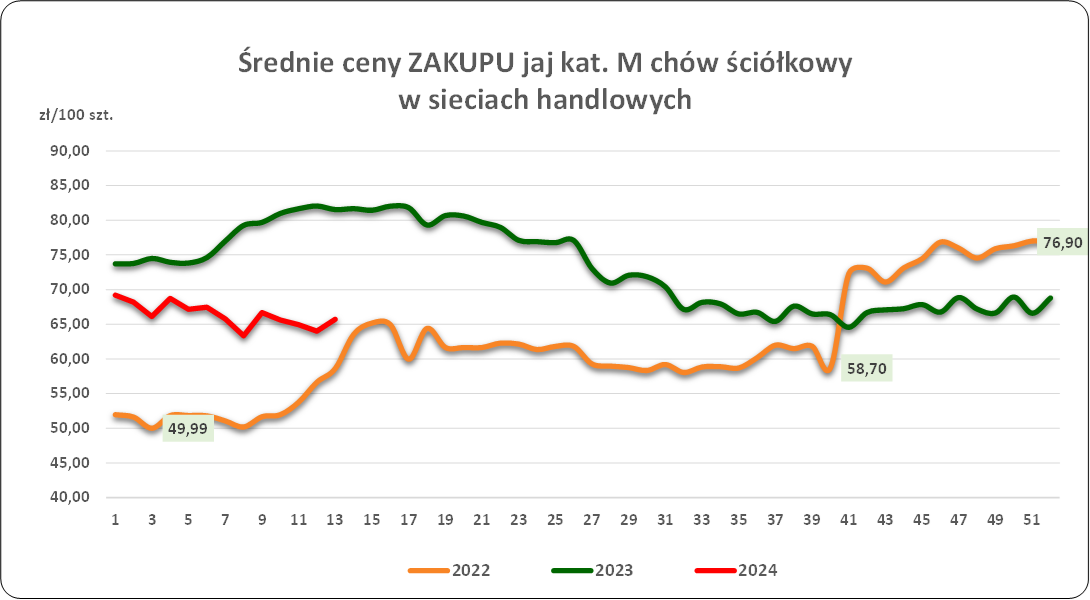 Średnie ceny ZAKUPU jaj kat. M chów ściółkowy
w sieciach handlowych
zł/100 szt.
90,00
85,00
80,00
75,00
70,00
65,00
60,00
55,00
50,00
45,00
40,00
76,90
58,70
49,99
1 3 5 7 9 11 13 15 17 19 21 23 25 27 29 31 33 35 37 39 41 43 45 47 49 51
2022 2023 2024